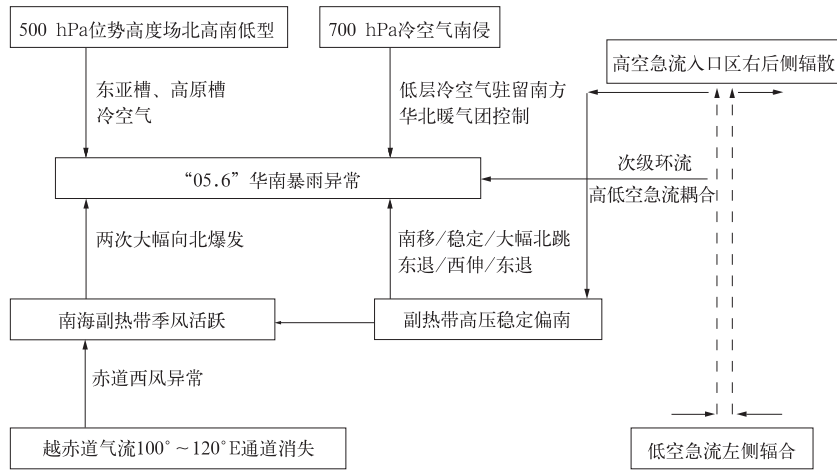 500 hPa位势高度场北高南低型
700 hPa冷空气南侵
高空急流入口区右后侧辐散
东亚槽、高原槽
冷空气
低层冷空气驻留南方
华北暖气团控制
“05.6”华南暴雨异常
次级环流
高低空急流耦合
两次大幅向北爆发
南移/稳定/大幅北跳
东退/西伸/东退
南海副热带季风活跃
副热带高压稳定偏南
赤道西风异常
越赤道气流100°～120°E通道消失
低空急流左侧辐合